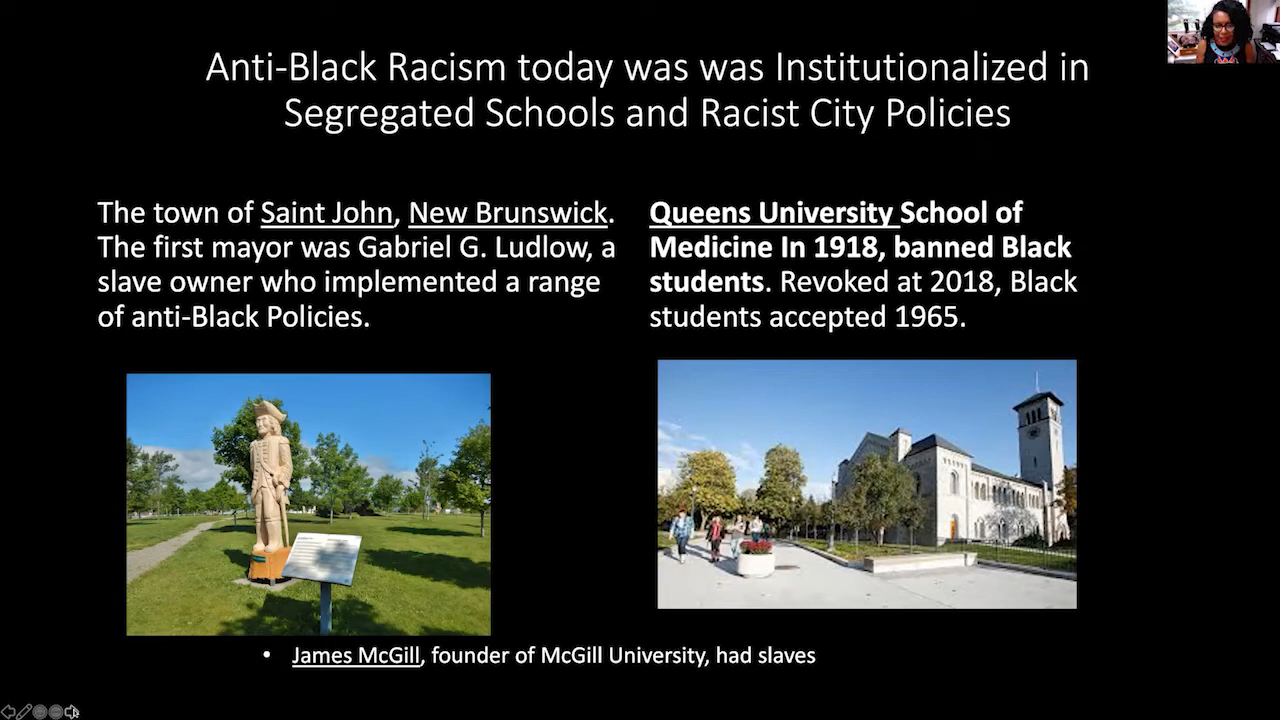 Anti-Black Racism today was was Institutionalized in
Segregated Schools and Racist City Policies
The town of Saint John, New Brunswick.
The first mayor was Gabriel G. Ludlow, a
slave owner who implemented a range
of anti-Black Policies.
Queens University School of
Medicine In 1918, banned Black
students. Revoked at 2018, Black
students accepted 1965.
• James McGill, founder of McGill University, had slaves